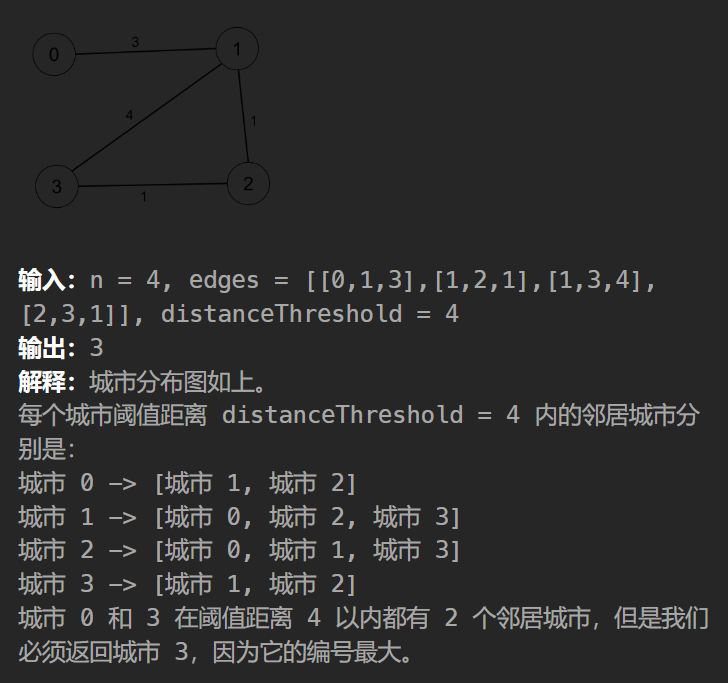 0
3
1
4
1
3
1
2
输入：n = 4, edges = [[0,1,3],[1,2,1],[1,3,4],
[2,3,1]], distanceThreshold = 4
输出：3
解释：城市分布图如上。
每个城市阈值距离 distanceThreshold = 4 内的邻居城市分
别是：
城市 0 -> [城市 1, 城市 2]
城市 1 -> [城市 0, 城市 2, 城市 3]
城市 2 -> [城市 0, 城市 1, 城市 3]
城市 3 -> [城市 1, 城市 2]
城市 0 和 3 在阈值距离 4 以内都有 2 个邻居城市，但是我们
必须返回城市 3，因为它的编号最大。